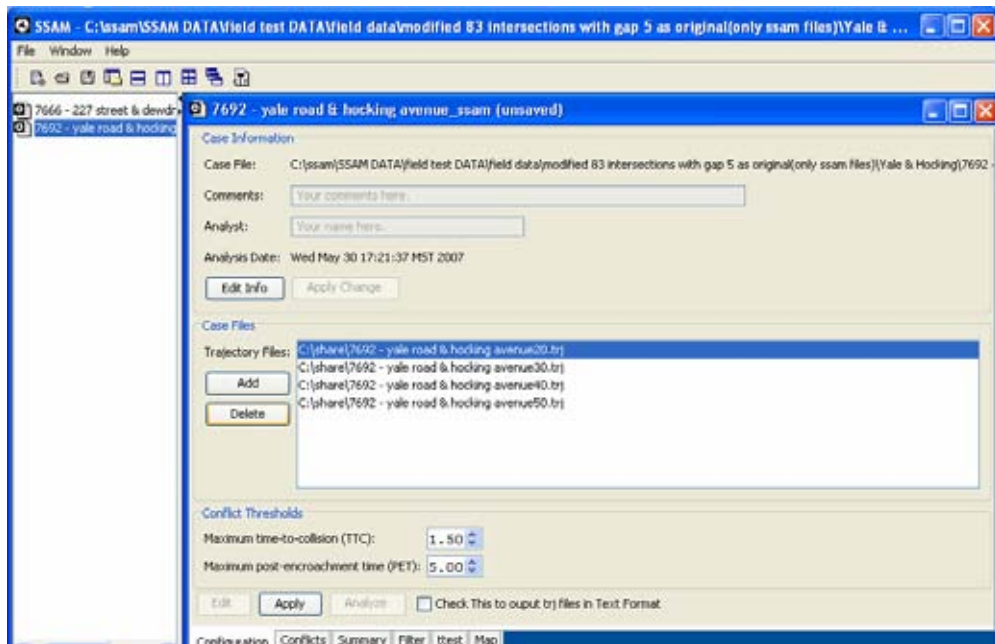 SSAM - C:\ssam\SSAM DATA\field test DATA\field data\modified 83 intersections with gap 5 as original(only ssam files)\Yale & ...
File Window Help
7666 - 227 street & dewdr
7692 - yale road & hocking
7692 - yale road & hocking avenue_ssam (unsaved)
Case Information
Case File: C:\ssam\SSAM DATA\field test DATA\field data\modified 83 intersections with gap 5 as original(only ssam files)\Yale & Hocking\7692 -
Comments: Your comments here.
Analyst: Your name here.
Analysis Date: Wed May 30 17:21:37 MST 2007
Edit Info Apply Change
Case Files
Trajectory Files: C:\share\7692 - yale road & hocking avenue20.trj
C:\share\7692 - yale road & hocking avenue30.trj
Add C:\share\7692 - yale road & hocking avenue40.trj
Delete C:\share\7692 - yale road & hocking avenue50.trj
Conflict Thresholds
Maximum time-to-collision (TTC): 1.50
Maximum post-encroachment time (PET): 5.00
Edit Apply Analyze Check This to ouput trj files in Text Format
Configuration Conflicts Summary Filter ttest Map